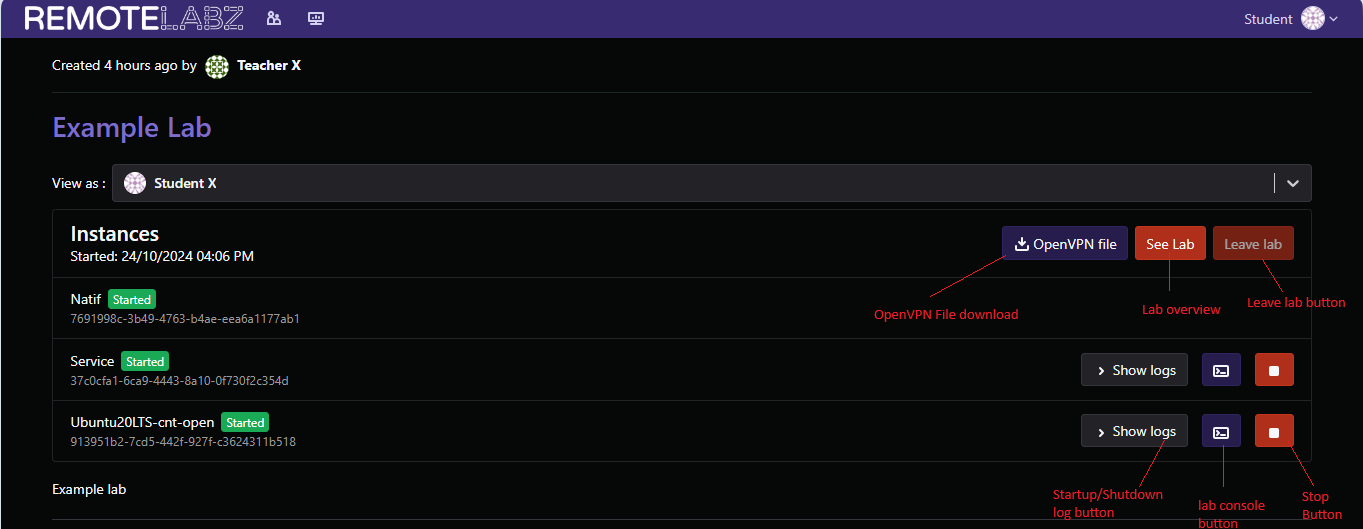 REMOTELABZ
Student
Created 4 hours ago by Teacher X
Example Lab
View as : Student X
Instances
Started: 24/10/2024 04:06 PM
OpenVPN file
See Lab
Leave lab
OpenVPN File download
Lab overview
Leave lab button
Natif Started
7691998c-3b49-4763-b4ae-eea6a1177ab1
Service Started
37c0cfa1-6ca9-4443-8a10-0f730f2c354d
Show logs
Ubuntu20LTS-cnt-open Started
913951b2-7cd5-442f-927f-c3624311b518
Show logs
Startup/Shutdown
log button
lab console
button
Stop
Button
Example lab